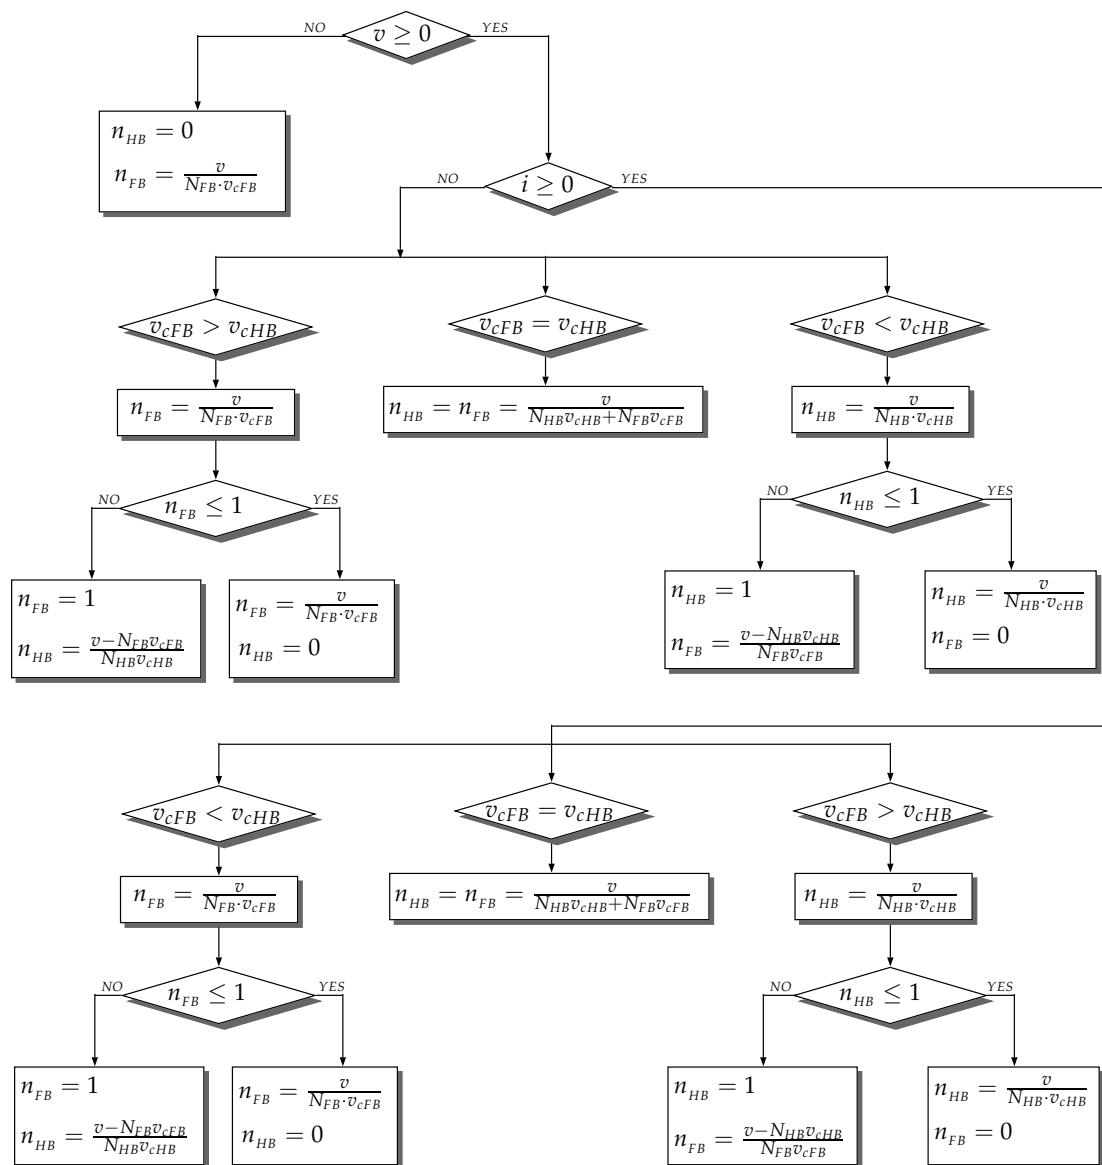 NO v ≥ 0 YES
n_HB = 0
n_FB = v / (N_FB · v_cFB)
NO i ≥ 0 YES
v_cFB > v_cHB
v_cFB = v_cHB
v_cFB < v_cHB
n_FB = v / (N_FB · v_cFB)
n_HB = n_FB = v / (N_HB v_cHB + N_FB v_cFB)
n_HB = v / (N_HB · v_cHB)
NO n_FB ≤ 1 YES
NO n_HB ≤ 1 YES
n_FB = 1
n_HB = (v − N_FB v_cFB) / (N_HB v_cHB)
n_FB = v / (N_FB · v_cFB)
n_HB = 0
n_HB = 1
n_FB = (v − N_HB v_cHB) / (N_FB v_cFB)
n_HB = v / (N_HB · v_cHB)
n_FB = 0
v_cFB < v_cHB
v_cFB = v_cHB
v_cFB > v_cHB
n_FB = v / (N_FB · v_cFB)
n_HB = n_FB = v / (N_HB v_cHB + N_FB v_cFB)
n_HB = v / (N_HB · v_cHB)
NO n_FB ≤ 1 YES
NO n_HB ≤ 1 YES
n_FB = 1
n_HB = (v − N_FB v_cFB) / (N_HB v_cHB)
n_FB = v / (N_FB · v_cFB)
n_HB = 0
n_HB = 1
n_FB = (v − N_HB v_cHB) / (N_FB v_cFB)
n_HB = v / (N_HB · v_cHB)
n_FB = 0